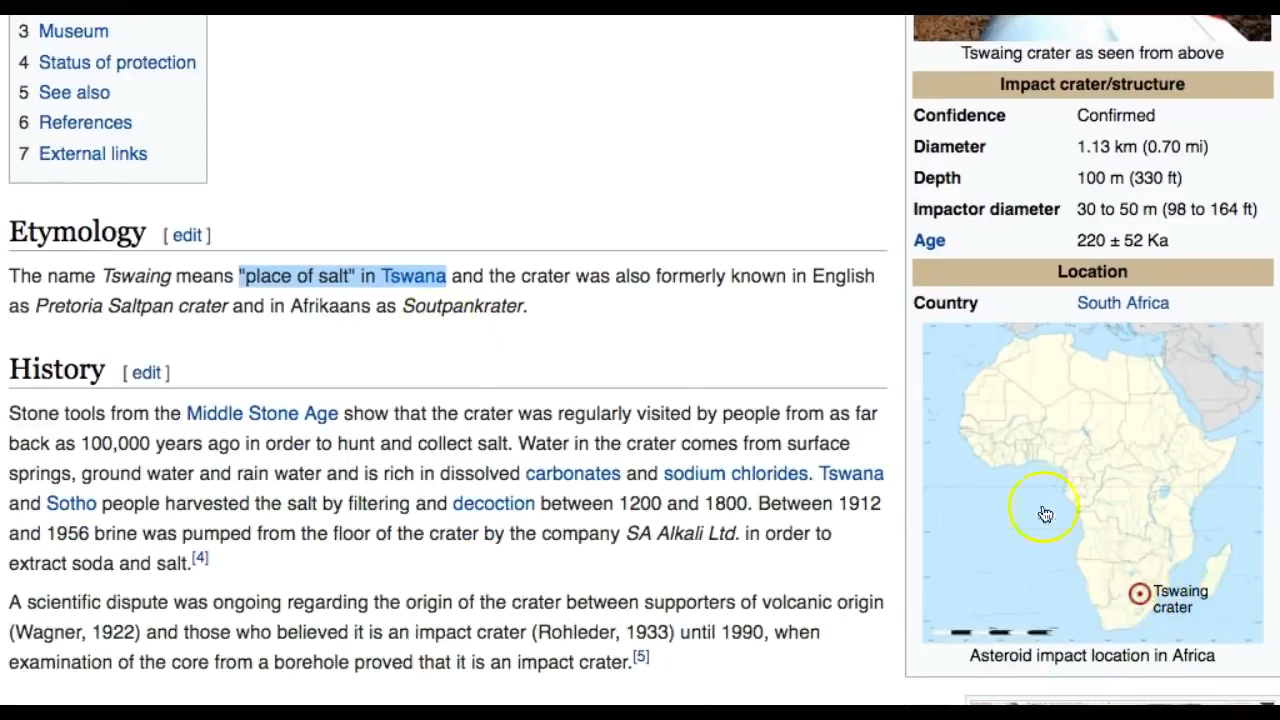 3 Museum
4 Status of protection
5 See also
6 References
7 External links
Etymology [ edit ]
The name Tswaing means "place of salt" in Tswana and the crater was also formerly known in English
as Pretoria Saltpan crater and in Afrikaans as Soutpankrater.
History [ edit ]
Stone tools from the Middle Stone Age show that the crater was regularly visited by people from as far
back as 100,000 years ago in order to hunt and collect salt. Water in the crater comes from surface
springs, ground water and rain water and is rich in dissolved carbonates and sodium chlorides. Tswana
and Sotho people harvested the salt by filtering and decoction between 1200 and 1800. Between 1912
and 1956 brine was pumped from the floor of the crater by the company SA Alkali Ltd. in order to
extract soda and salt.[4]
A scientific dispute was ongoing regarding the origin of the crater between supporters of volcanic origin
(Wagner, 1922) and those who believed it is an impact crater (Rohleder, 1933) until 1990, when
examination of the core from a borehole proved that it is an impact crater.[5]
Tswaing crater as seen from above
Impact crater/structure
Confidence Confirmed
Diameter 1.13 km (0.70 mi)
Depth 100 m (330 ft)
Impactor diameter 30 to 50 m (98 to 164 ft)
Age 220 ± 52 Ka
Location
Country South Africa
Tswaing
crater
Asteroid impact location in Africa